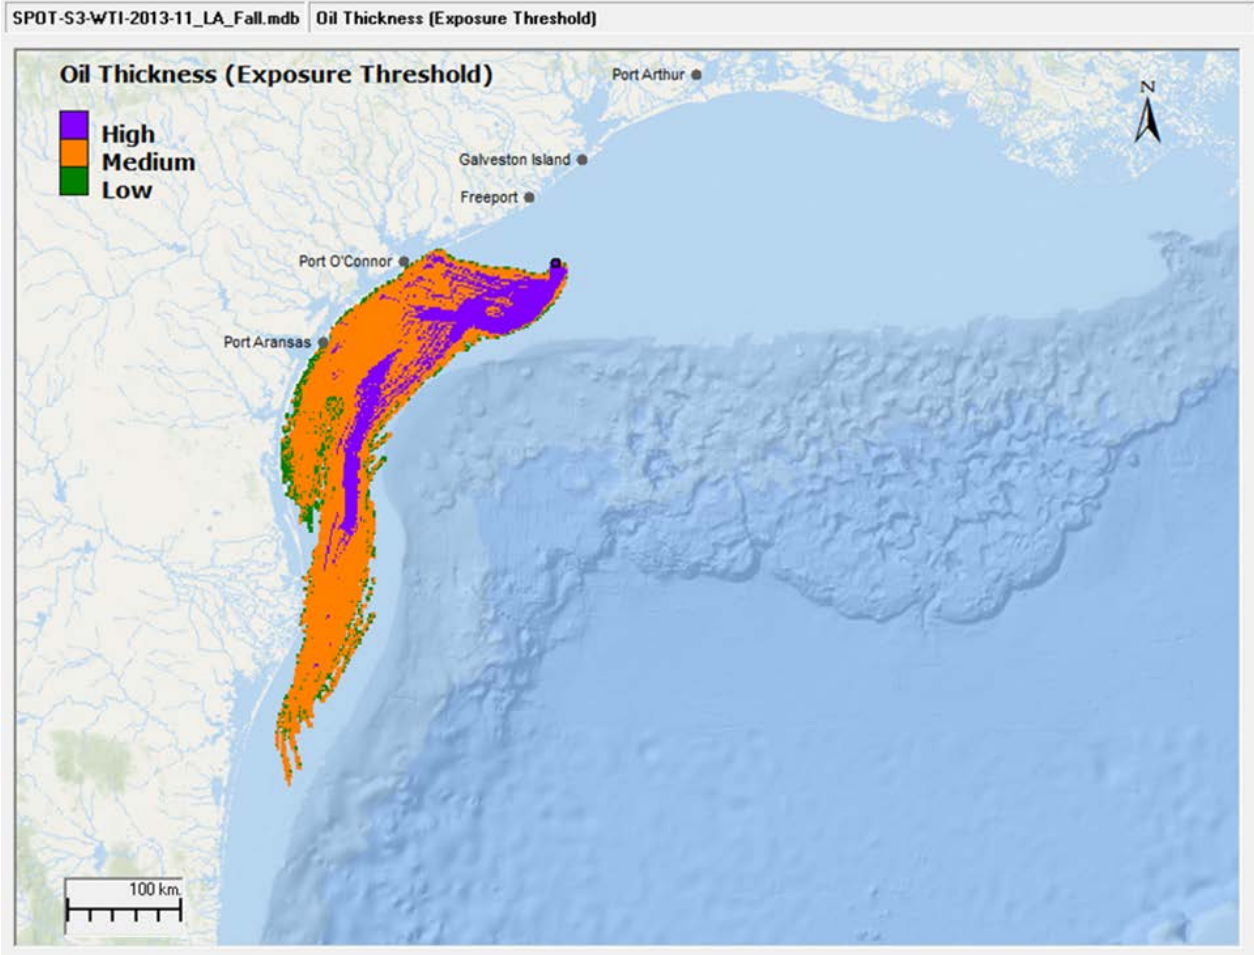 SPOT-S3-WTI-2013-11_LA_Fall.mdb Oil Thickness (Exposure Threshold)
Oil Thickness (Exposure Threshold)
High
Medium
Low
Port Arthur
N
Galveston Island
Freeport
Port O'Connor
Port Aransas
100 km.